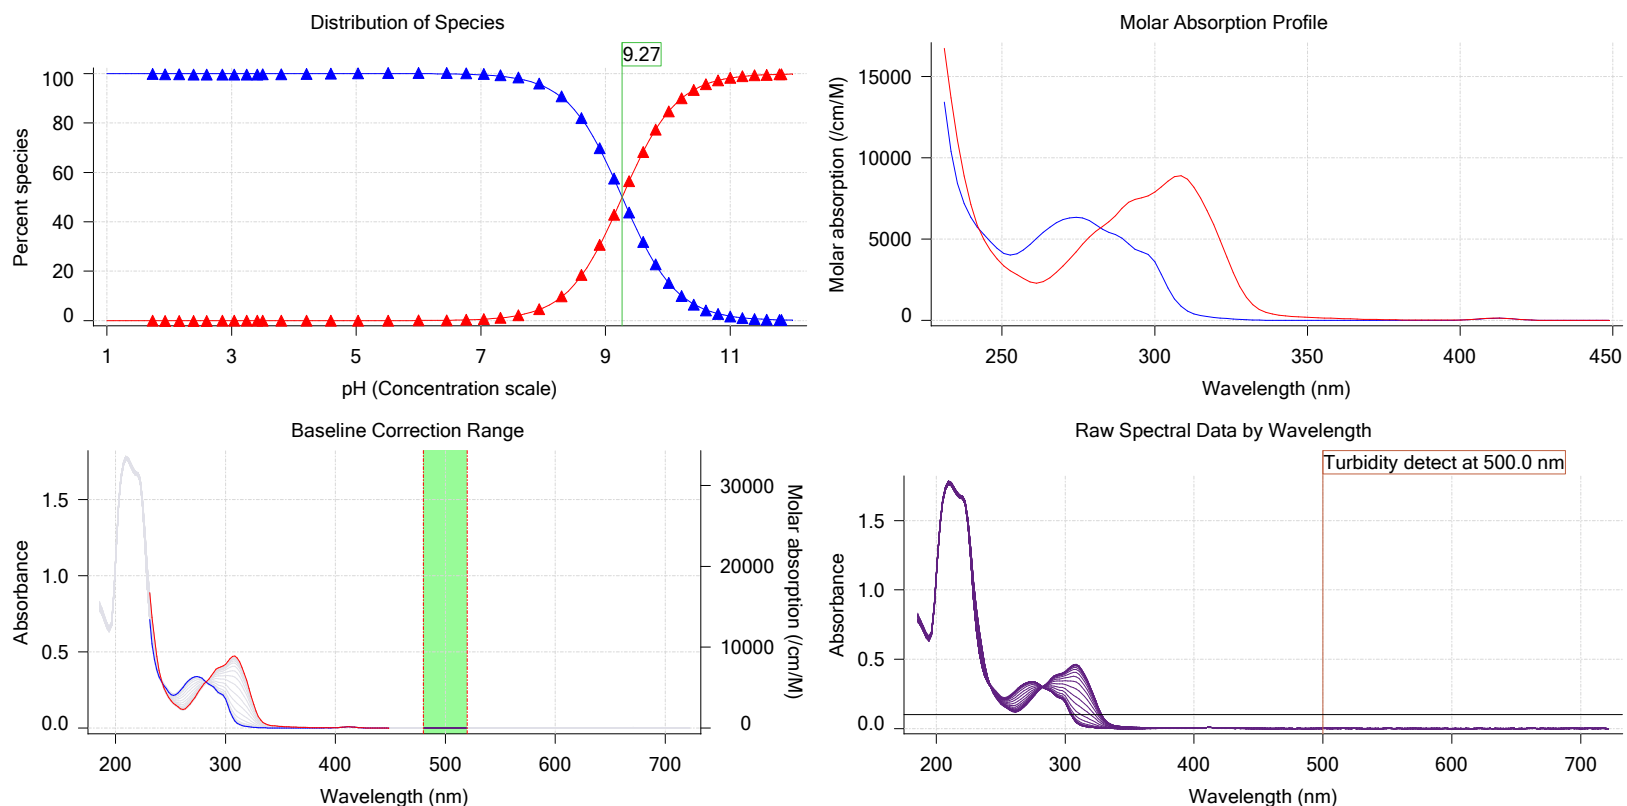 Distribution of Species
9.27
100
80
60
40
20
0
Percent species
1 3 5 7 9 11
pH (Concentration scale)
Molar Absorption Profile
15000
10000
5000
0
Molar absorption (/cm/M)
250 300 350 400 450
Wavelength (nm)
Baseline Correction Range
1.5
1.0
0.5
0.0
Absorbance
30000
20000
10000
0
Molar absorption (/cm/M)
200 300 400 500 600 700
Wavelength (nm)
Raw Spectral Data by Wavelength
Turbidity detect at 500.0 nm
1.5
1.0
0.5
0.0
Absorbance
200 300 400 500 600 700
Wavelength (nm)